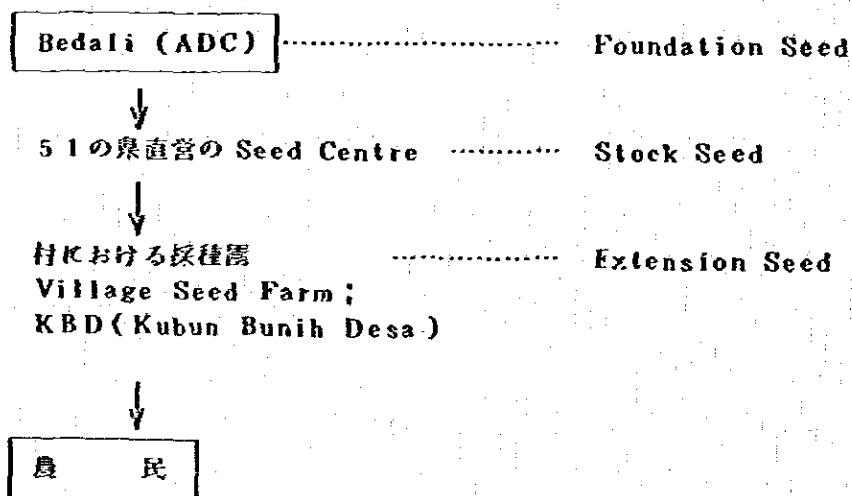 Bedali (ADC) ………………………… Foundation Seed
51の県直営の Seed Centre ………… Stock Seed
村における採種圃 ……………… Extension Seed
Village Seed Farm;
KBD(Kubun Bunih Desa)
農 民